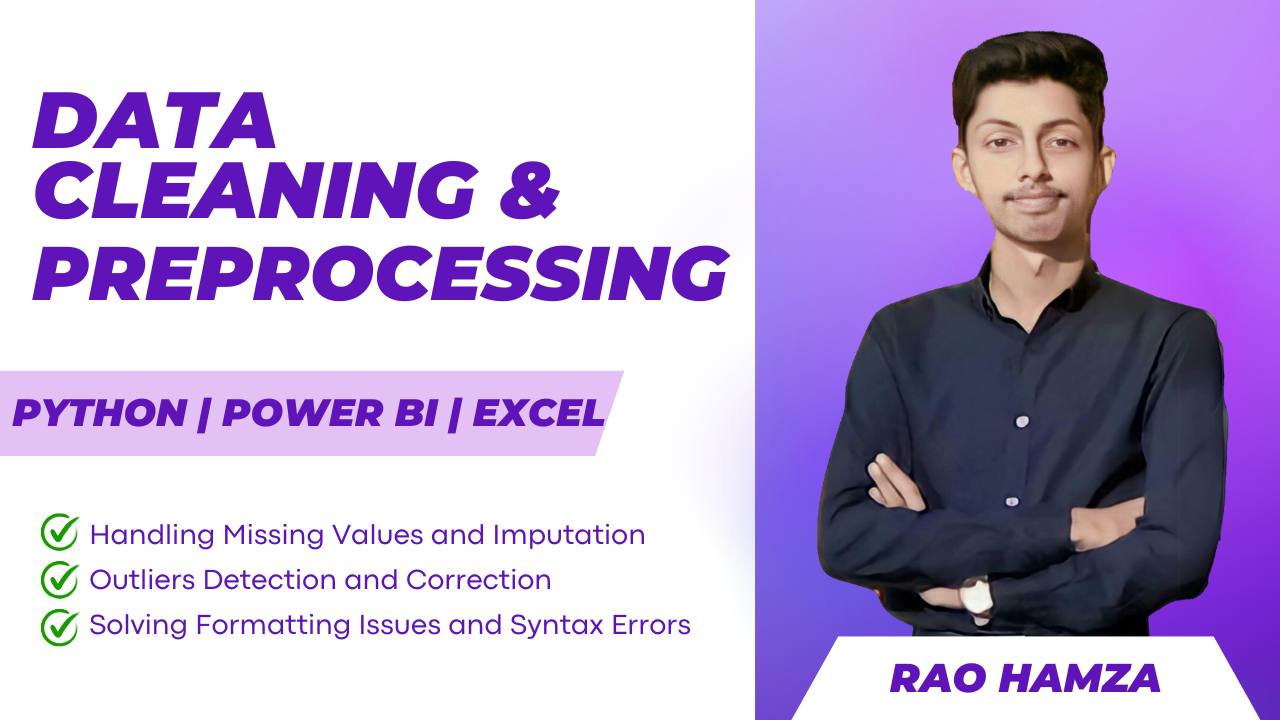 DATA
CLEANING &
PREPROCESSING
PYTHON | POWER BI | EXCEL
Handling Missing Values and Imputation
Outliers Detection and Correction
Solving Formatting Issues and Syntax Errors
RAO HAMZA